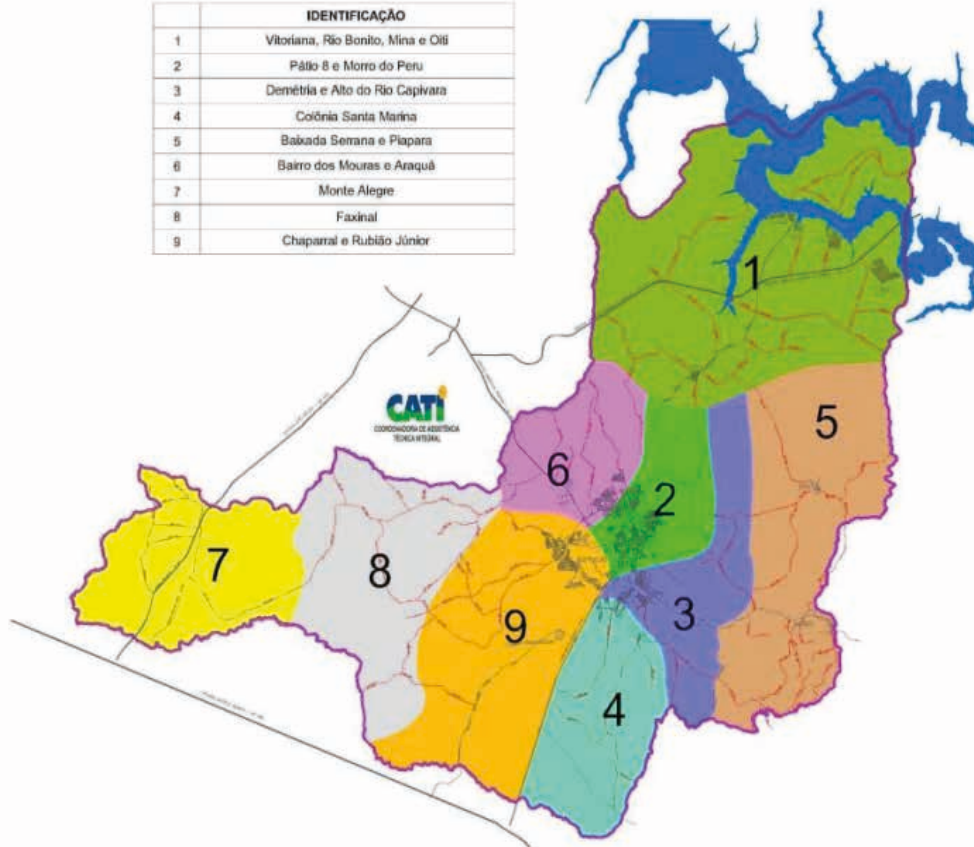 IDENTIFICAÇÃO
1 Vitoriana, Rio Bonito, Mina e Oiti
2 Pátio 8 e Morro do Peru
3 Demétria e Alto do Rio Capivara
4 Colônia Santa Marina
5 Baixada Serrana e Piapara
6 Bairro dos Mouras e Araquá
7 Monte Alegre
8 Faxinal
9 Chaparral e Rubião Júnior
1
CATI
COORDENADORIA DE ASSISTÊNCIA
TÉCNICA INTEGRAL
5
6
2
7
8
3
9
4